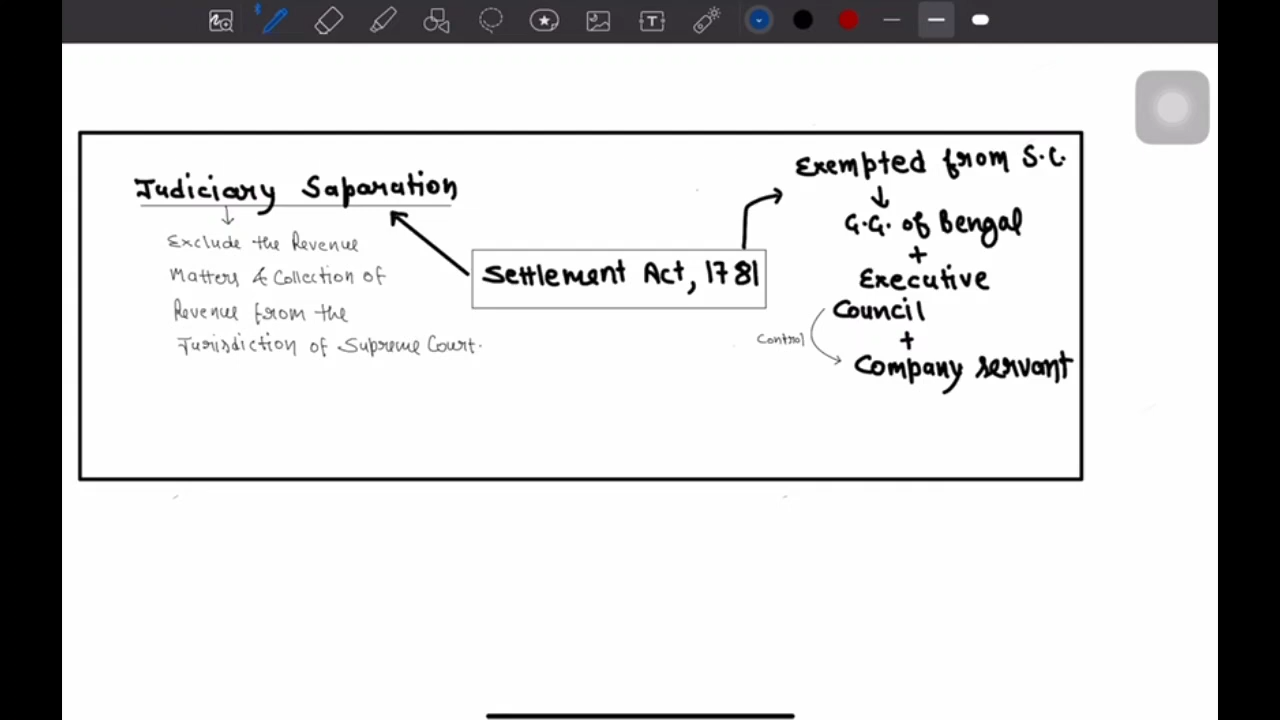 Judiciary Saparation
Exclude the Revenue
Matters & Collection of
Revenue from the
Jurisdiction of Supreme Court.
Settlement Act, 1781
Exempted from S.C.
G.G. of Bengal
+
Executive
Council
+
Control
Company servant